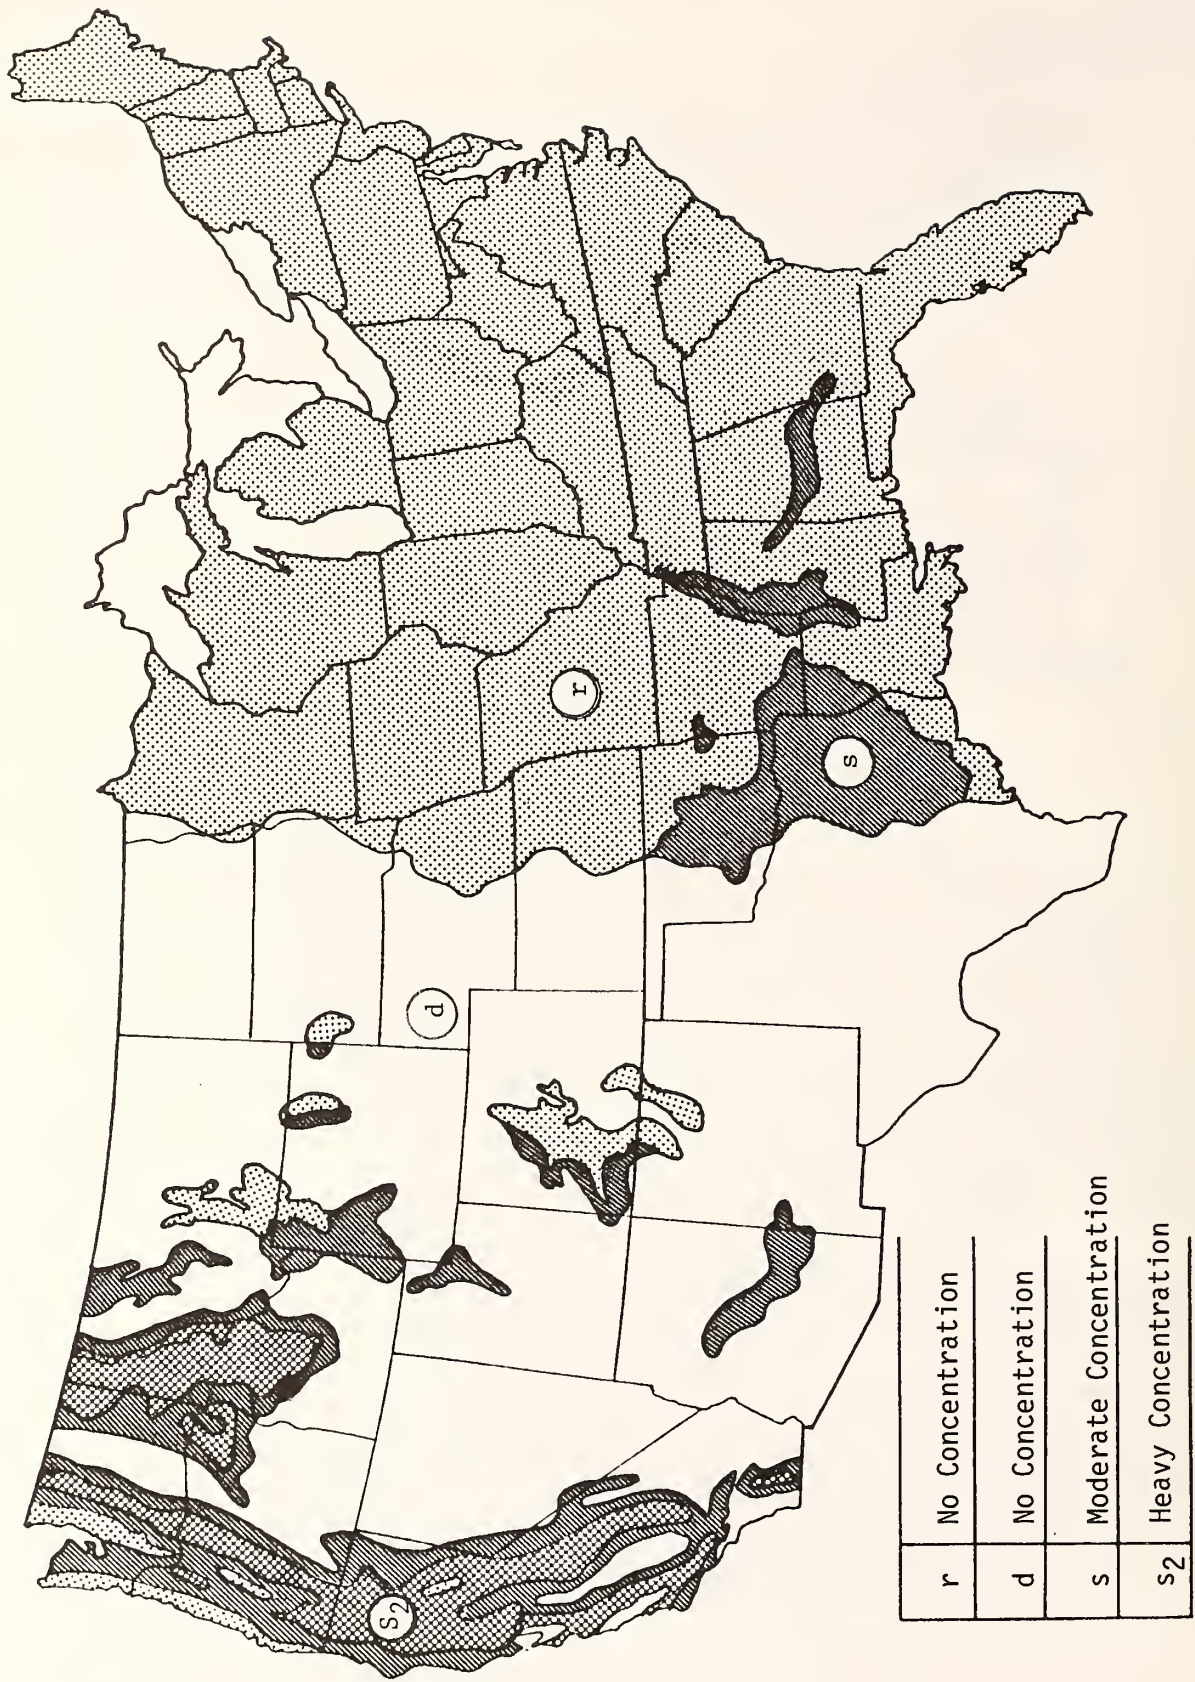 r
s
d
S2
r No Concentration
d No Concentration
s Moderate Concentration
s2 Heavy Concentration